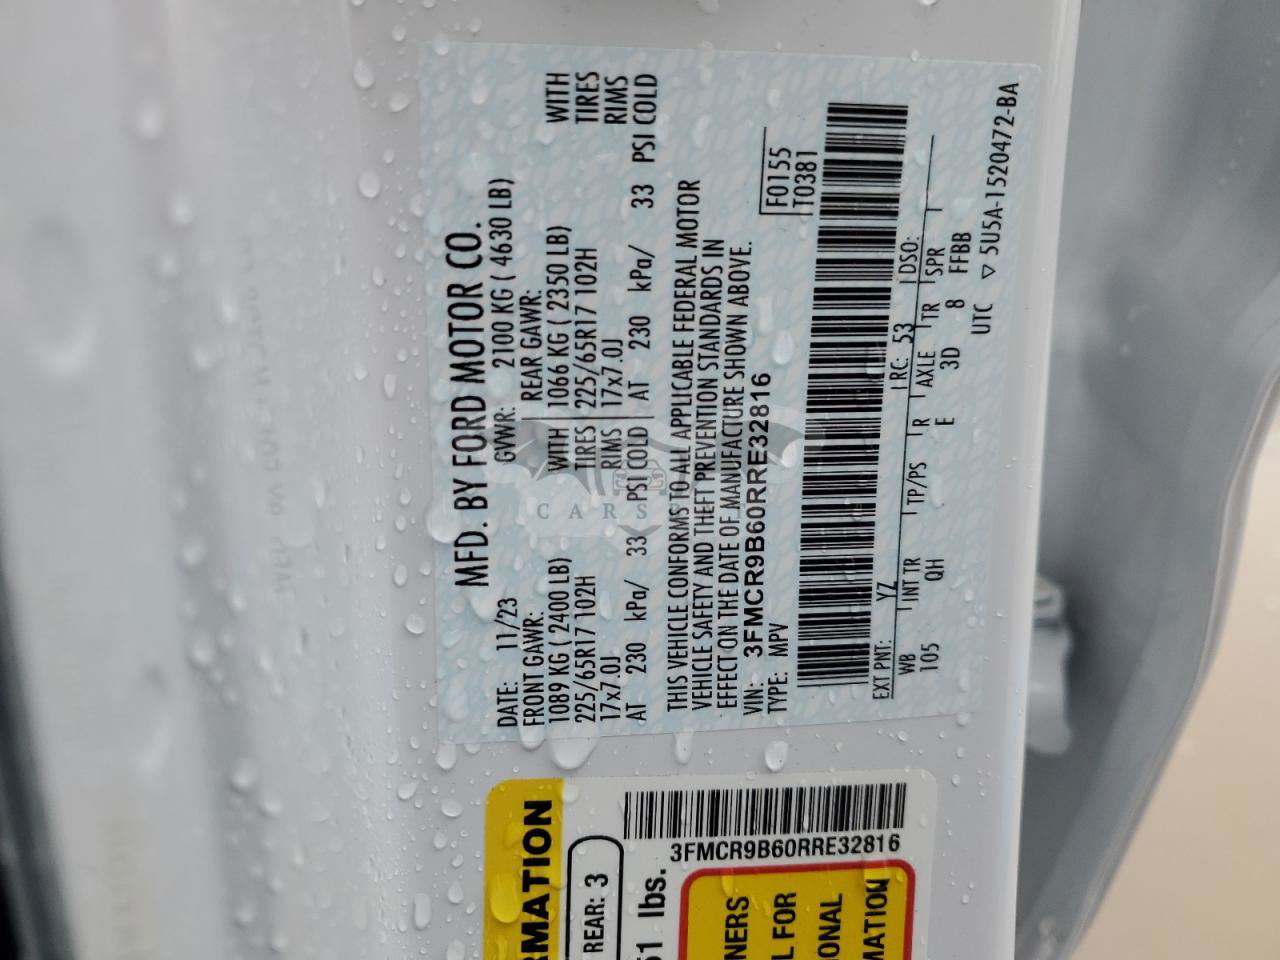 MFD. BY FORD MOTOR CO.
DATE: 11/23 GVWR: 2100 KG ( 4630 LB)
FRONT GAWR: REAR GAWR:
1089 KG ( 2400 LB) WITH 1066 KG ( 2350 LB) WITH
225/65R17 102H TIRES 225/65R17 102H TIRES
17x7.0J RIMS 17x7.0J RIMS
AT 230 kPa/ 33 PSI COLD AT 230 kPa/ 33 PSI COLD
THIS VEHICLE CONFORMS TO ALL APPLICABLE FEDERAL MOTOR
VEHICLE SAFETY AND THEFT PREVENTION STANDARDS IN
EFFECT ON THE DATE OF MANUFACTURE SHOWN ABOVE.
VIN: 3FMCR9B60RRE32816
TYPE: MPV
F0155
T0381
EXT PNT: YZ RC: 53 DSO:
WB INT TR TP/PS R AXLE TR SPR
105 QH E 3D 8 FFBB
UTC ▽ 5U5A-1520472-BA
CARS
RMATION
REAR: 3
51 lbs.
3FMCR9B60RRE32816
NERS
L FOR
IONAL
MATION